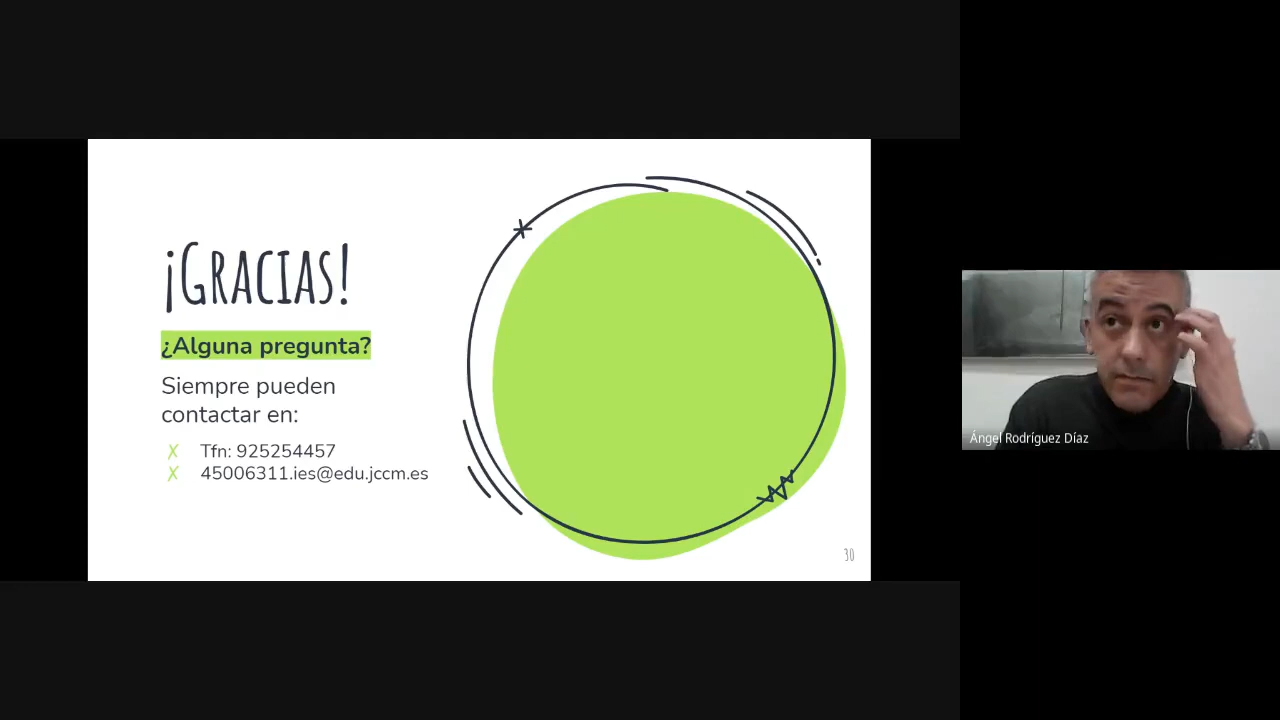 ¡GRACIAS!
¿Alguna pregunta?
Siempre pueden
contactar en:
✗ Tfn: 925254457
✗ 45006311.ies@edu.jccm.es
30
Ángel Rodríguez Díaz